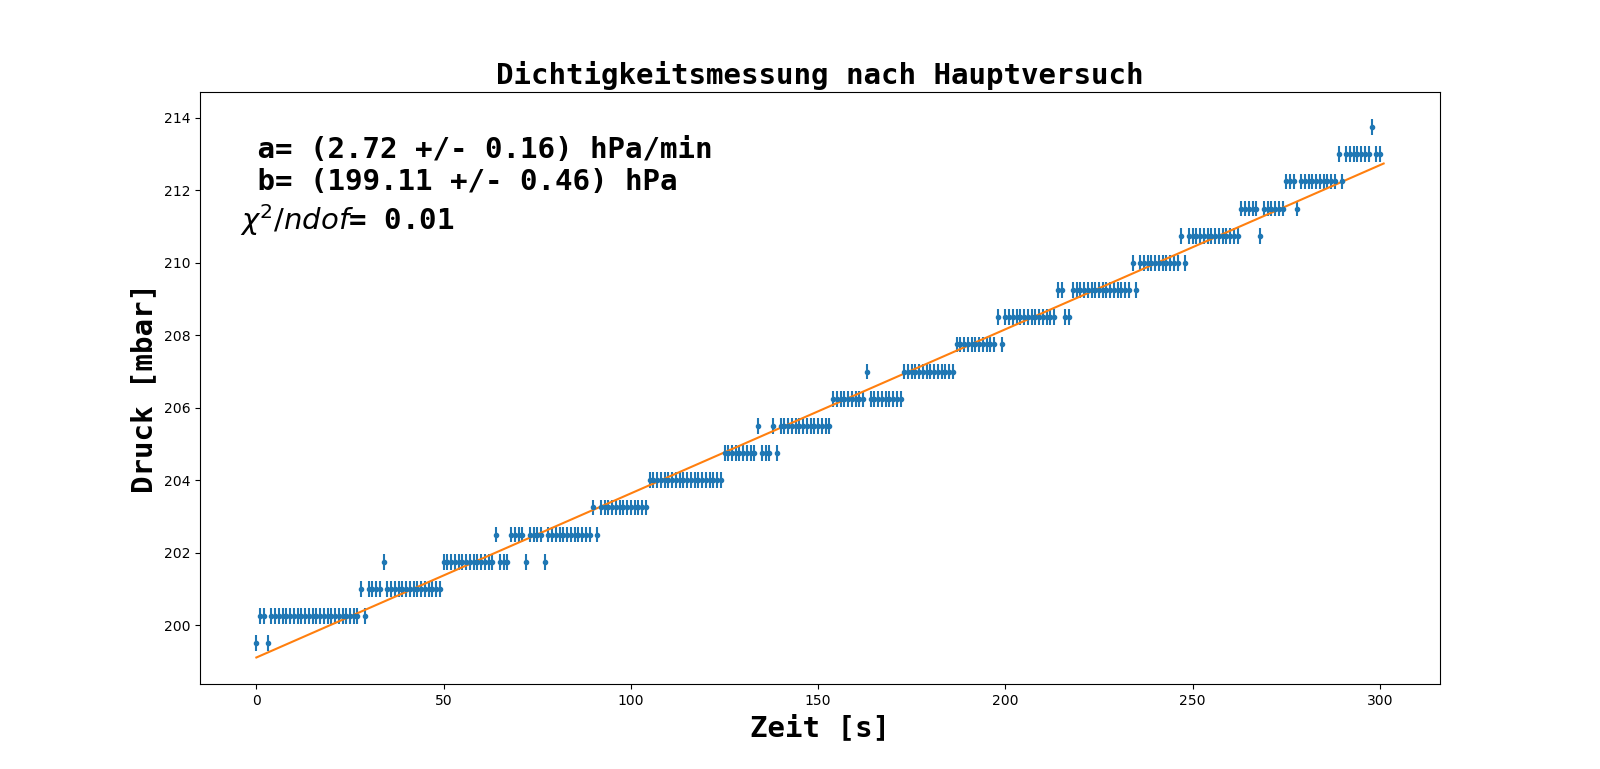 Dichtigkeitsmessung nach Hauptversuch
a= (2.72 +/- 0.16) hPa/min
b= (199.11 +/- 0.46) hPa
χ²/ndof= 0.01
Druck [mbar]
214
212
210
208
206
204
202
200
0 50 100 150 200 250 300
Zeit [s]